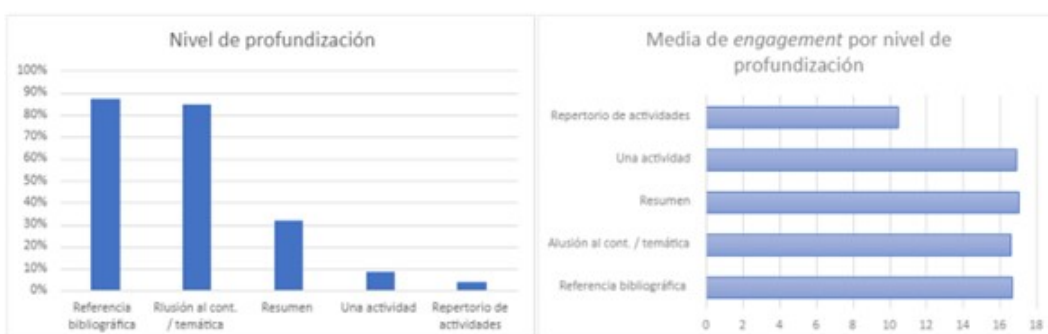 Nivel de profundización
100%
90%
80%
70%
60%
50%
40%
30%
20%
10%
0%
Referencia
bibliográfica
Rlusión al cont.
/ temática
Resumen
Una actividad
Repertorio de
actividades
Media de engagement por nivel de
profundización
Repertorio de actividades
Una actividad
Resumen
Alusión al cont. / temática
Referencia bibliográfica
0 2 4 6 8 10 12 14 16 18